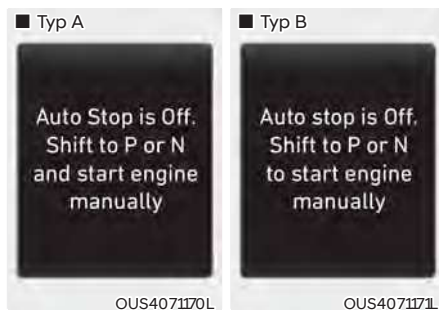 ■ Typ A
Auto Stop is Off.
Shift to P or N
and start engine
manually
OUS4071170L
■ Typ B
Auto stop is Off.
Shift to P or N
to start engine
manually
OUS4071171L